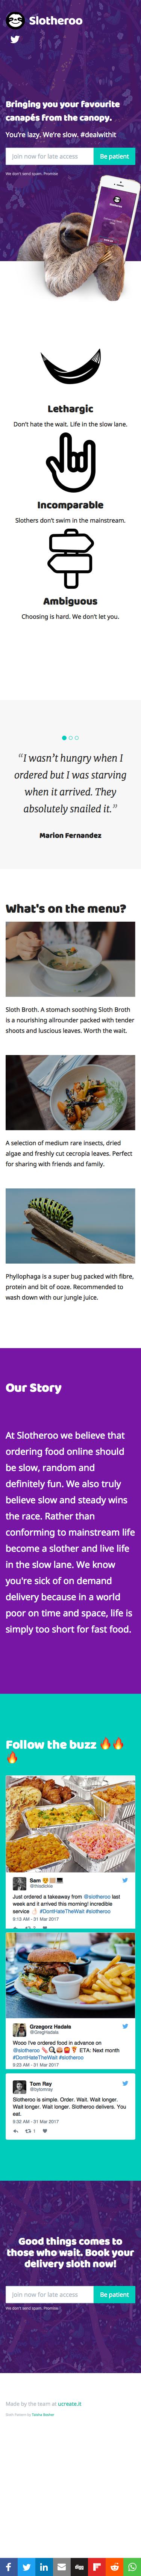 Slotheroo
Bringing you your favourite
canapés from the canopy.
You're lazy. We're slow. #dealwithit
Join now for late access
Be patient
We don't send spam. Promise.
Lethargic
Don't hate the wait. Life in the slow lane.
Incomparable
Slothers don't swim in the mainstream.
Ambiguous
Choosing is hard. We don't let you.
“I wasn't hungry when I
ordered but I was starving
when it arrived. They
absolutely snailed it.”
Marion Fernandez
What's on the menu?
Sloth Broth. A stomach soothing Sloth Broth
is a nourishing allrounder packed with tender
shoots and luscious leaves. Worth the wait.
A selection of medium rare insects, dried
algae and freshly cut cecropia leaves. Perfect
for sharing with friends and family.
Phyllophaga is a super bug packed with fibre,
protein and bit of ooze. Recommended to
wash down with our jungle juice.
Our Story
At Slotheroo we believe that
ordering food online should
be slow, random and
definitely fun. We also truly
believe slow and steady wins
the race. Rather than
conforming to mainstream life
become a slother and live life
in the slow lane. We know
you're sick of on demand
delivery because in a world
poor on time and space, life is
simply too short for fast food.
Follow the buzz 🔥🔥
🔥
Sam
@thisdickie
Just ordered a takeaway from @slotheroo last
week and it arrived this morning! Incredible
service 👌 #DontHateTheWait #slotheroo
9:15 AM - 31 Mar 2017
Grzegorz Hadala
@GregHadala
Wooo I've ordered food in advance on
@slotheroo ETA: Next month
#DontHateTheWait #slotheroo
9:23 AM - 31 Mar 2017
Tom Ray
@tsylonray
Slotheroo is simple. Order. Wait. Wait longer.
Wait longer. Wait longer. Slotheroo delivers. You
eat.
9:32 AM - 31 Mar 2017
1
Good things comes to
those who wait. Book your
delivery sloth now!
Join now for late access
Be patient
We don't send spam. Promise.
Made by the team at ucreate.it